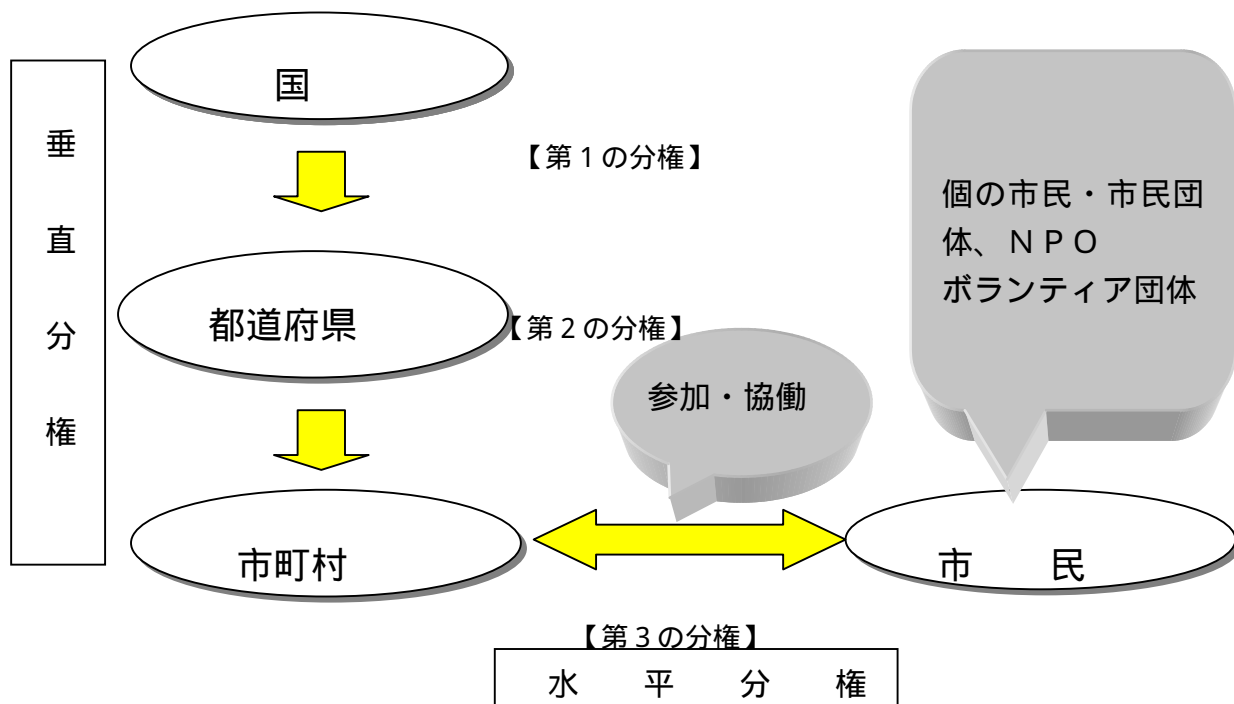 垂直分権
国
【第１の分権】
個の市民・市民団
体、ＮＰＯ
ボランティア団体
都道府県
【第２の分権】
参加・協働
市町村
市　　民
【第３の分権】
水　平　分　権